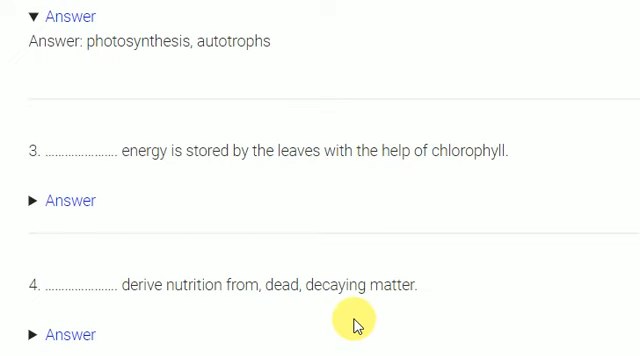 ▼ Answer
Answer: photosynthesis, autotrophs
3. ………………… energy is stored by the leaves with the help of chlorophyll.
▶ Answer
4. ………………… derive nutrition from, dead, decaying matter.
▶ Answer